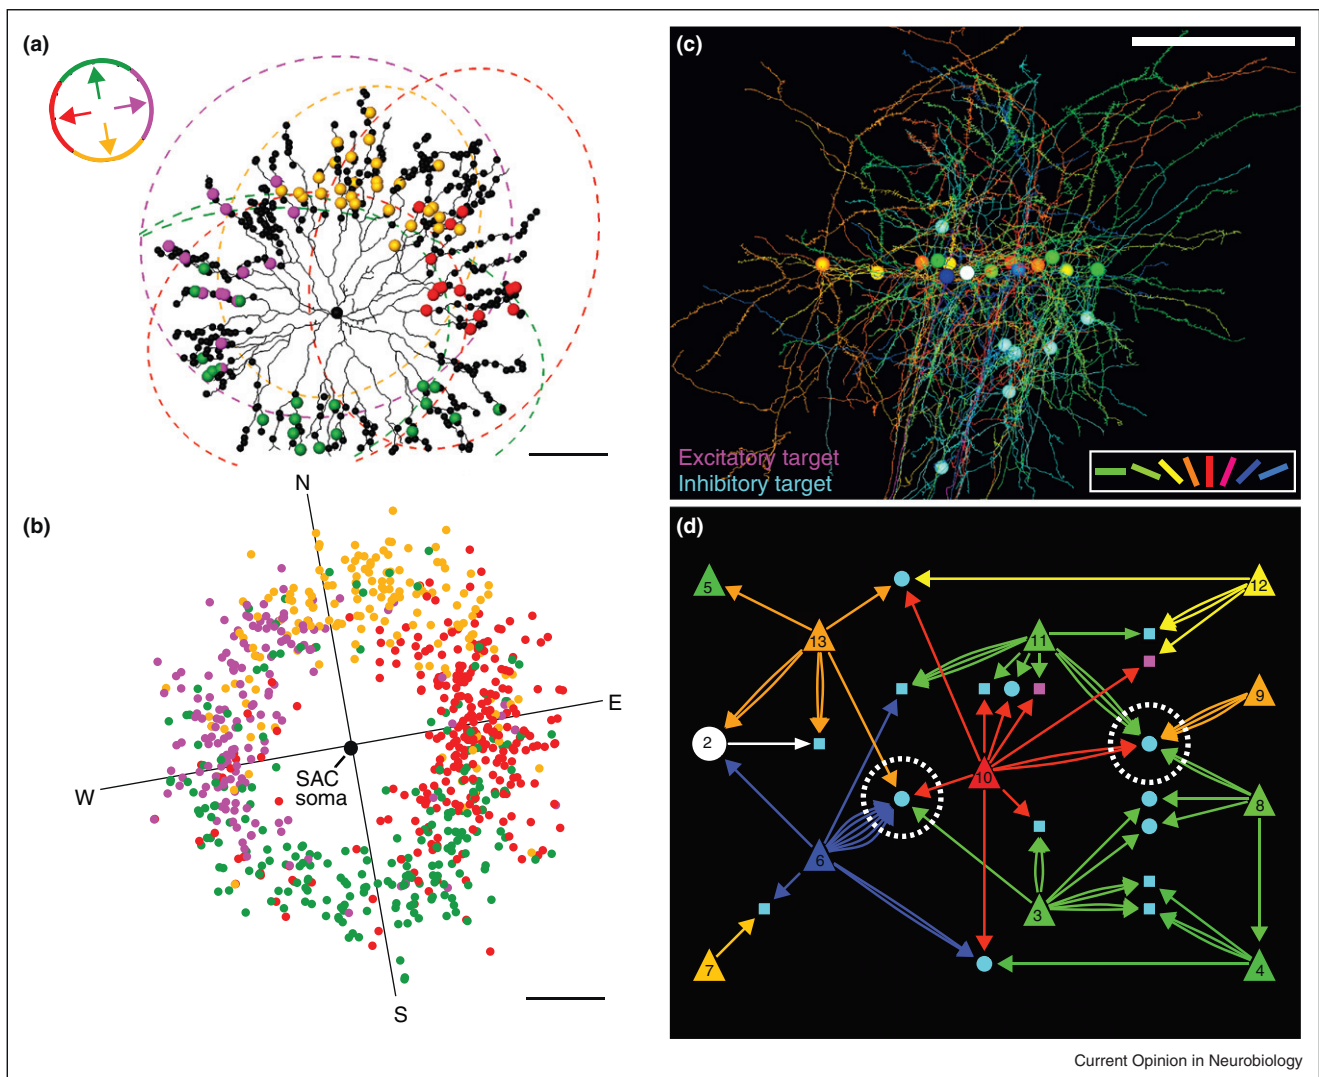 (a)
N
(b)
E
SAC
soma
W
S
(c)
Excitatory target
Inhibitory target
(d)
5
12
13
11
9
2
10
8
6
3
7
4
Current Opinion in Neurobiology